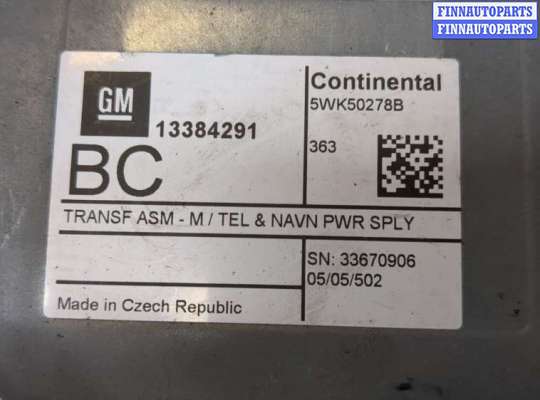 FINNAUTOPARTS
FINNAUTOPARTS
GM
13384291
BC
Continental
5WK50278B
363
TRANSF ASM - M / TEL & NAVN PWR SPLY
SN: 33670906
05/05/502
Made in Czech Republic